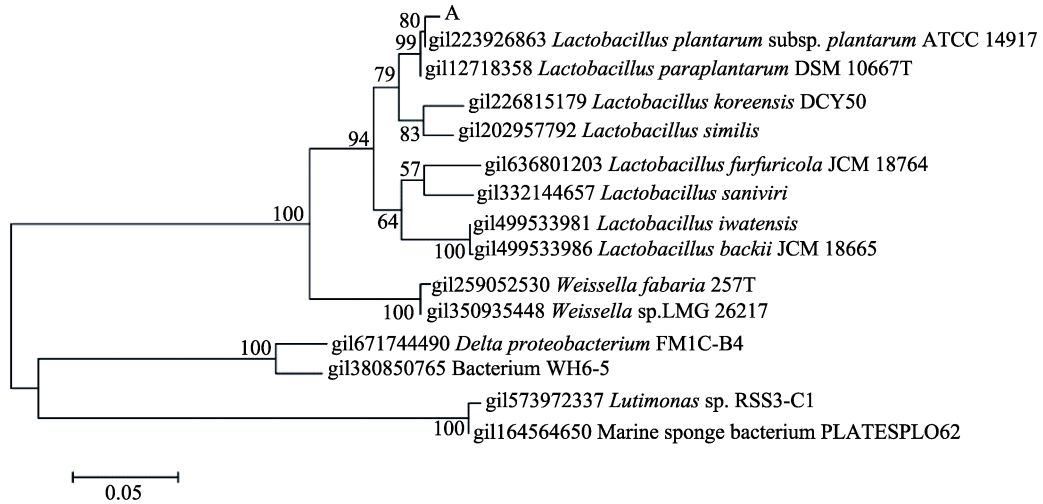 80
A
99
gil223926863 Lactobacillus plantarum subsp. plantarum ATCC 14917
gil12718358 Lactobacillus paraplantarum DSM 10667T
79
gil226815179 Lactobacillus koreensis DCY50
83
gil202957792 Lactobacillus similis
94
57
gil636801203 Lactobacillus furfuricola JCM 18764
gil332144657 Lactobacillus saniviri
100
64
gil499533981 Lactobacillus iwatensis
100
gil499533986 Lactobacillus backii JCM 18665
gil259052530 Weissella fabaria 257T
100
gil350935448 Weissella sp.LMG 26217
100
gil671744490 Delta proteobacterium FM1C-B4
gil380850765 Bacterium WH6-5
gil573972337 Lutimonas sp. RSS3-C1
100
gil164564650 Marine sponge bacterium PLATESPLO62
0.05